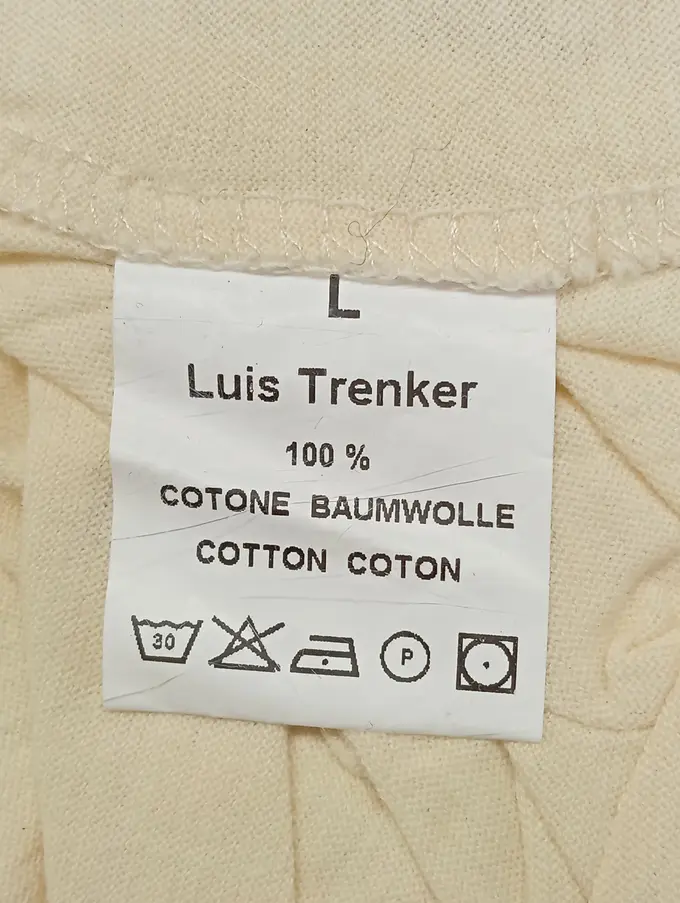 L
Luis Trenker
100 %
COTONE BAUMWOLLE
COTTON COTON
30 P